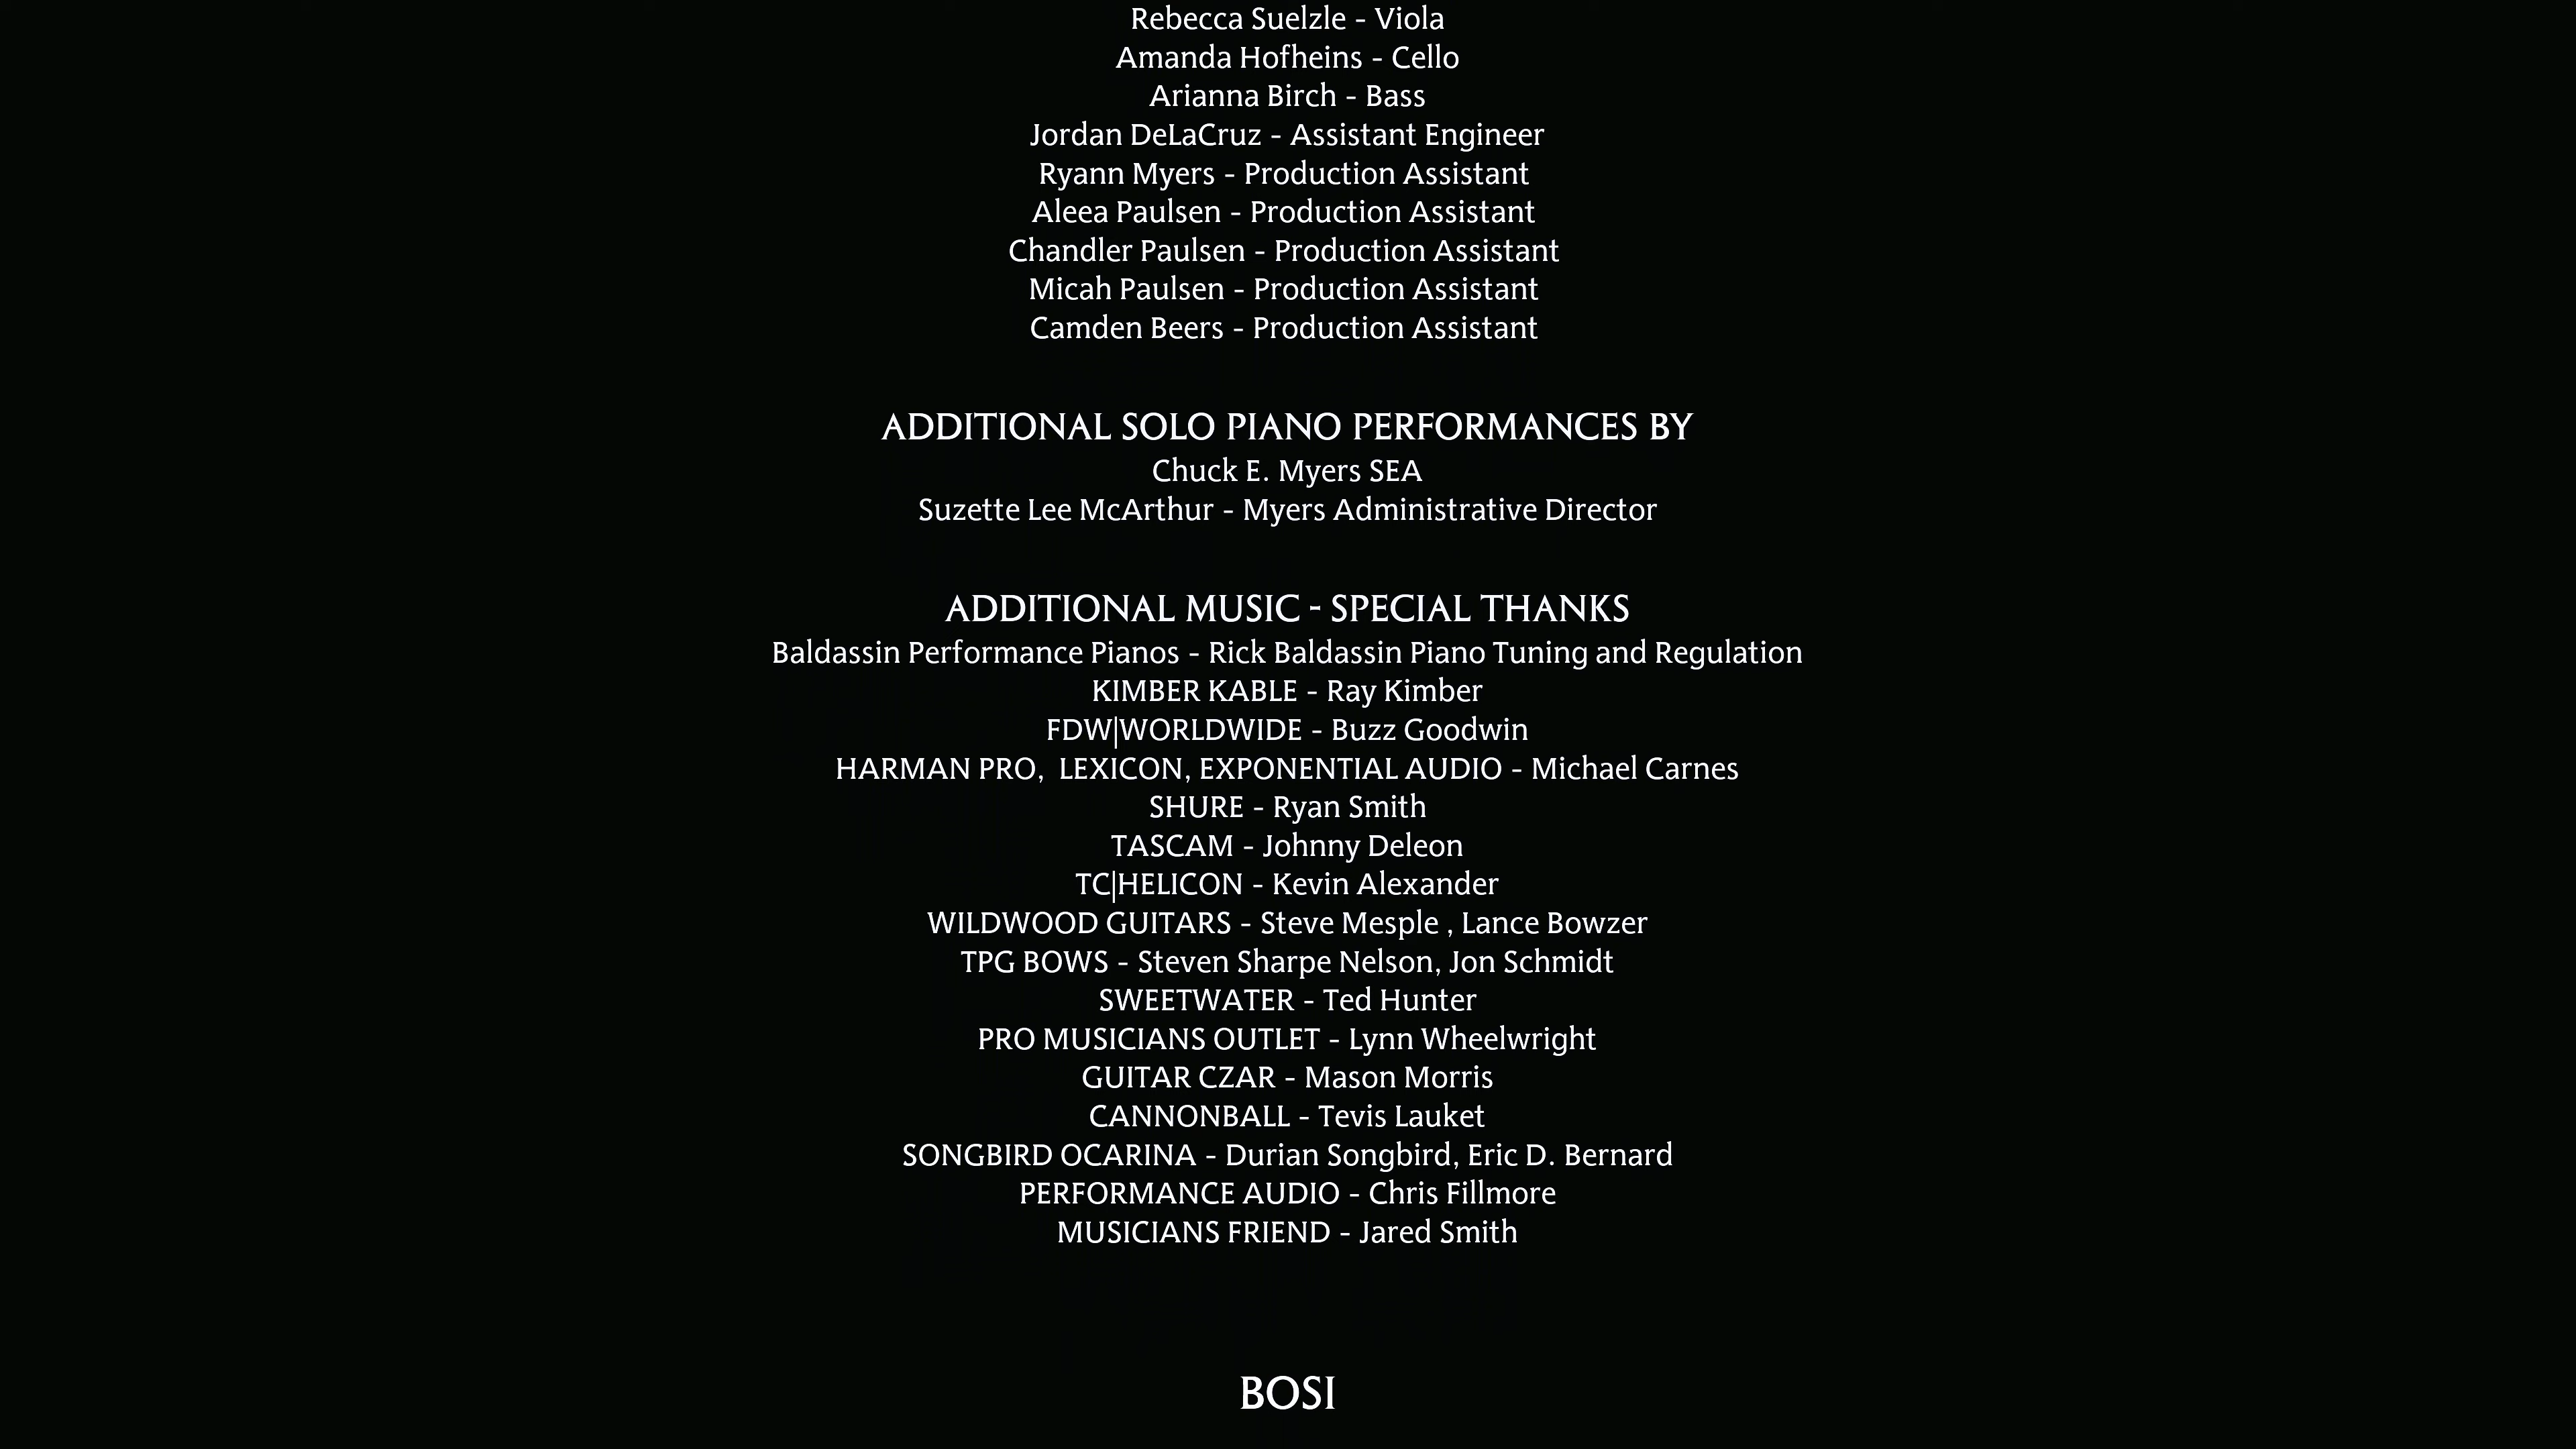 Rebecca Suelzle - Viola
Amanda Hofheins - Cello
Arianna Birch - Bass
Jordan DeLaCruz - Assistant Engineer
Ryann Myers - Production Assistant
Aleea Paulsen - Production Assistant
Chandler Paulsen - Production Assistant
Micah Paulsen - Production Assistant
Camden Beers - Production Assistant
ADDITIONAL SOLO PIANO PERFORMANCES BY
Chuck E. Myers SEA
Suzette Lee McArthur - Myers Administrative Director
ADDITIONAL MUSIC - SPECIAL THANKS
Baldassin Performance Pianos - Rick Baldassin Piano Tuning and Regulation
KIMBER KABLE - Ray Kimber
FDW|WORLDWIDE - Buzz Goodwin
HARMAN PRO,  LEXICON, EXPONENTIAL AUDIO - Michael Carnes
SHURE - Ryan Smith
TASCAM - Johnny Deleon
TC|HELICON - Kevin Alexander
WILDWOOD GUITARS - Steve Mesple , Lance Bowzer
TPG BOWS - Steven Sharpe Nelson, Jon Schmidt
SWEETWATER - Ted Hunter
PRO MUSICIANS OUTLET - Lynn Wheelwright
GUITAR CZAR - Mason Morris
CANNONBALL - Tevis Lauket
SONGBIRD OCARINA - Durian Songbird, Eric D. Bernard
PERFORMANCE AUDIO - Chris Fillmore
MUSICIANS FRIEND - Jared Smith
BOSI